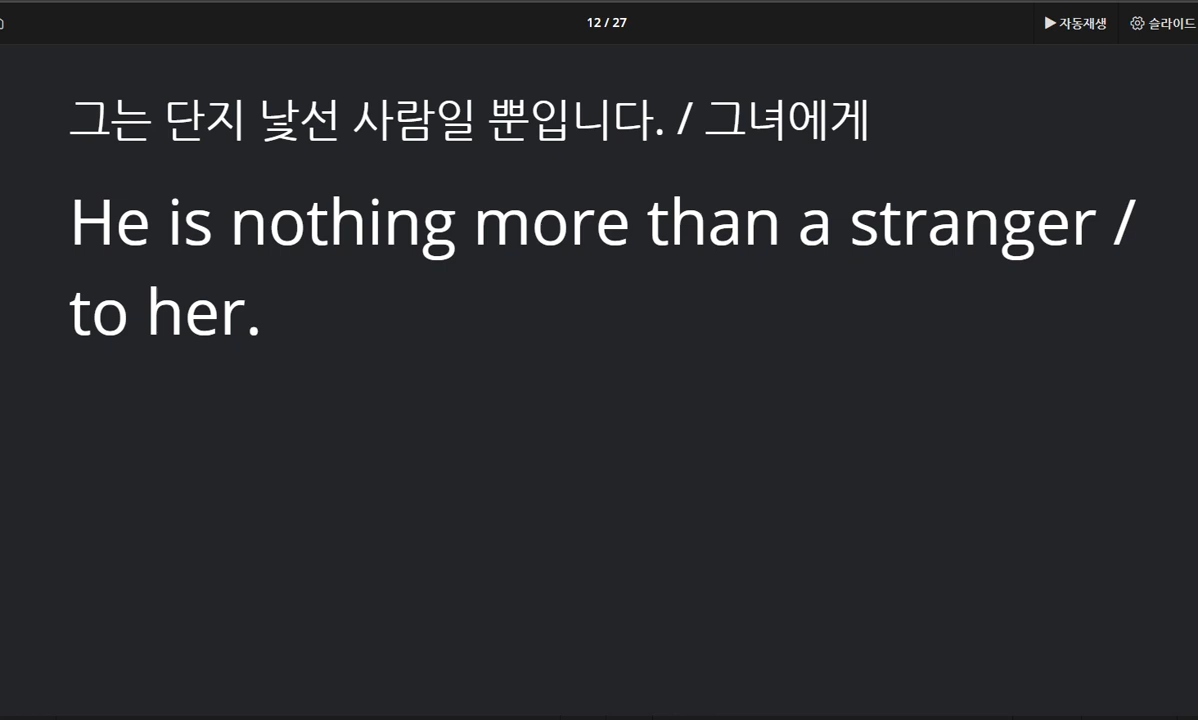 12 / 27
▶ 자동재생
슬라이드
그는 단지 낯선 사람일 뿐입니다. / 그녀에게
He is nothing more than a stranger /
to her.